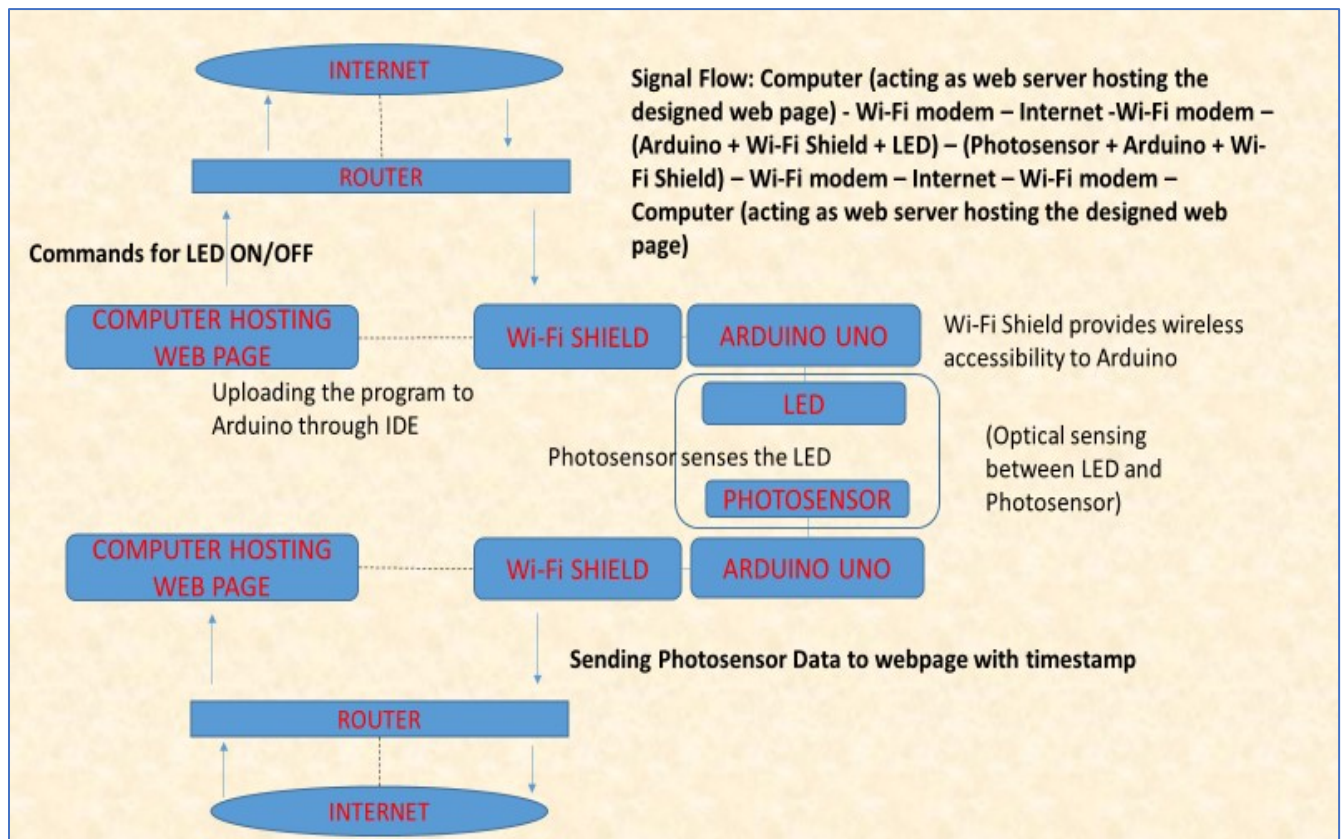 INTERNET
ROUTER
Signal Flow: Computer (acting as web server hosting the
designed web page) - Wi-Fi modem – Internet -Wi-Fi modem –
(Arduino + Wi-Fi Shield + LED) – (Photosensor + Arduino + Wi-
Fi Shield) – Wi-Fi modem – Internet – Wi-Fi modem –
Computer (acting as web server hosting the designed web
page)
Commands for LED ON/OFF
COMPUTER HOSTING
WEB PAGE
Wi-Fi SHIELD
ARDUINO UNO
Wi-Fi Shield provides wireless
accessibility to Arduino
Uploading the program to
Arduino through IDE
LED
Photosensor senses the LED
(Optical sensing
between LED and
Photosensor)
PHOTOSENSOR
COMPUTER HOSTING
WEB PAGE
Wi-Fi SHIELD
ARDUINO UNO
Sending Photosensor Data to webpage with timestamp
ROUTER
INTERNET